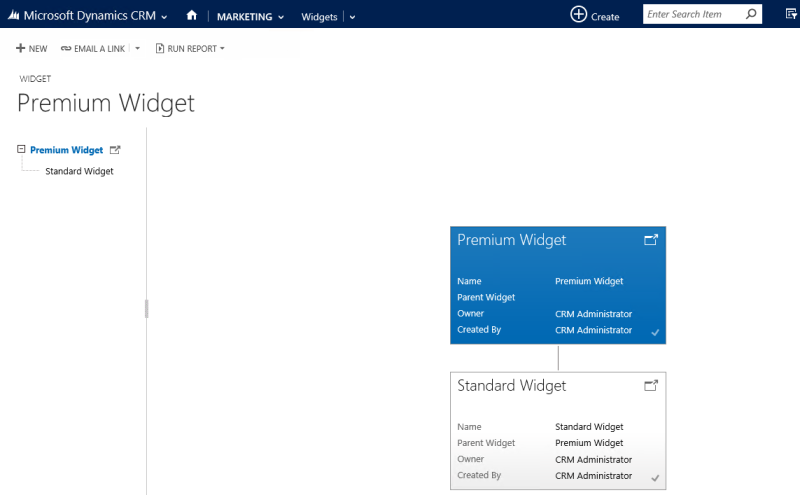 Microsoft Dynamics CRM MARKETING Widgets Create Enter Search Item
NEW EMAIL A LINK RUN REPORT
WIDGET
Premium Widget
Premium Widget
Standard Widget
Premium Widget
Name Premium Widget
Parent Widget
Owner CRM Administrator
Created By CRM Administrator
Standard Widget
Name Standard Widget
Parent Widget Premium Widget
Owner CRM Administrator
Created By CRM Administrator